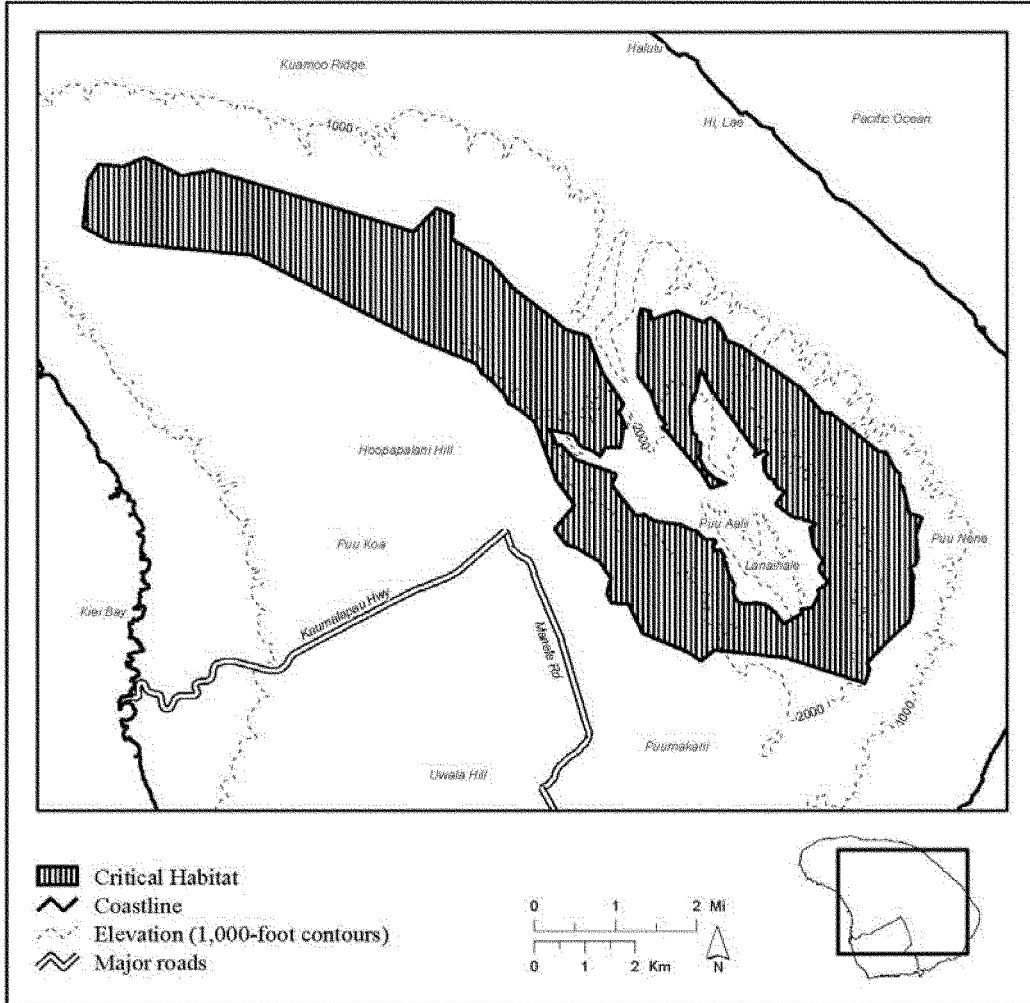 Halulu
Kuamoo Ridge
1000
Hi, Lae
Pacific Ocean
2000
Hoopapalani Hill
Puu Aalii
Puu Koa
Puu Nene
Lanaihale
Kiei Bay
Kaumalapau Hwy
Manele Rd
2000
1000
Puumakani
Uwala Hill
Critical Habitat
Coastline
Elevation (1,000-foot contours)
Major roads
0 1 2 Mi
0 1 2 Km
N